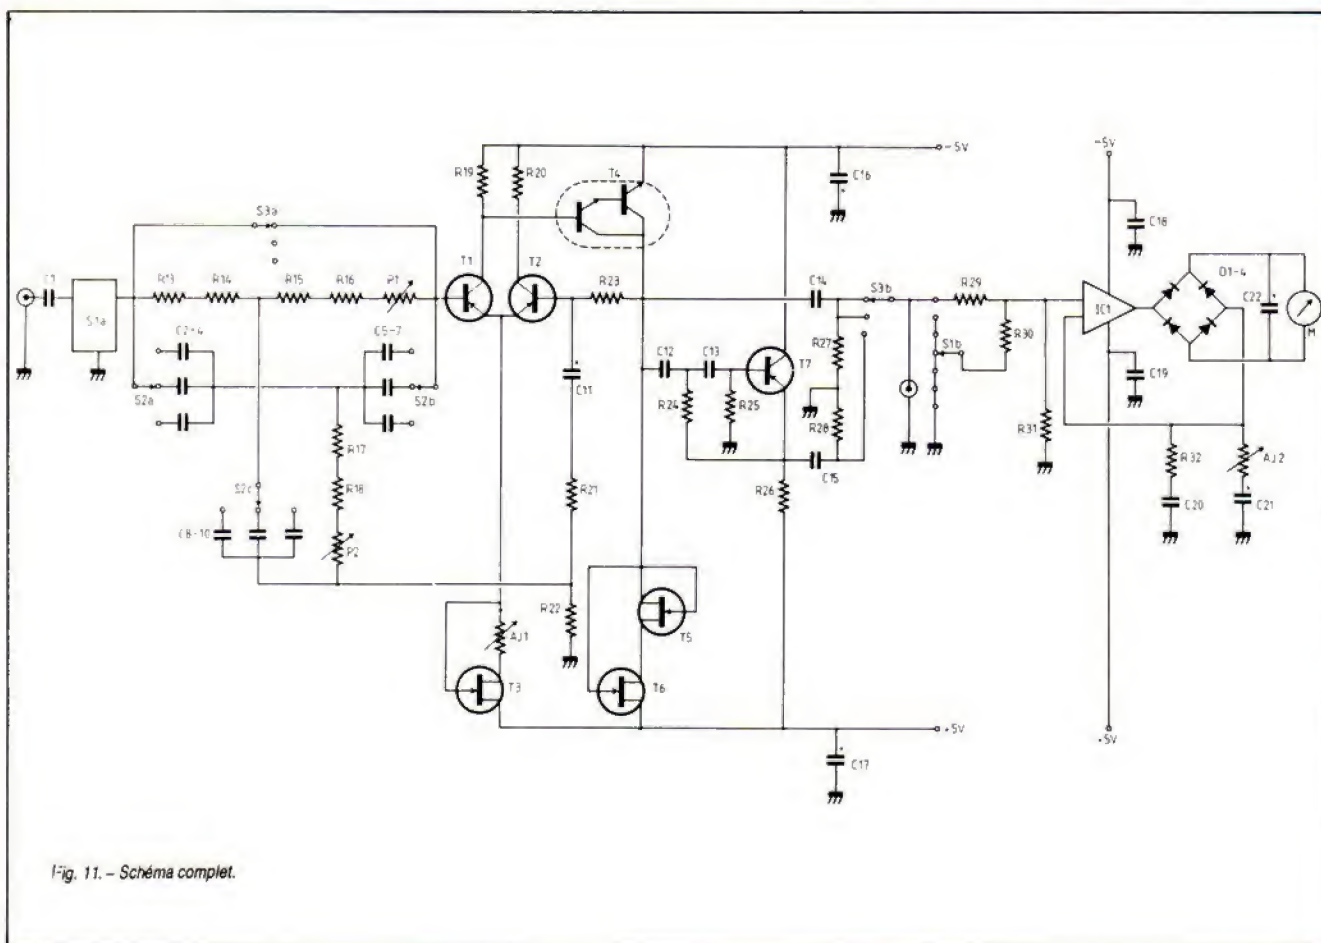 -5V
R19
R20
T4
C16
-5V
C18
S3a
C1
R13
R14
R15
R16
P1
T1
T2
R23
C14
S3b
R29
D1-4
C22
S1a
IC1
M
C2-4
C5-7
R27
R30
S1b
C12
C13
T7
C11
C19
S2a
S2b
R24
R25
R17
R28
R31
R32
AJ2
C15
S2c
R18
R21
R26
C20
C21
C8-10
P2
R22
T5
AJ1
T3
T6
+5V
+5V
C17
Fig. 11. – Schéma complet.